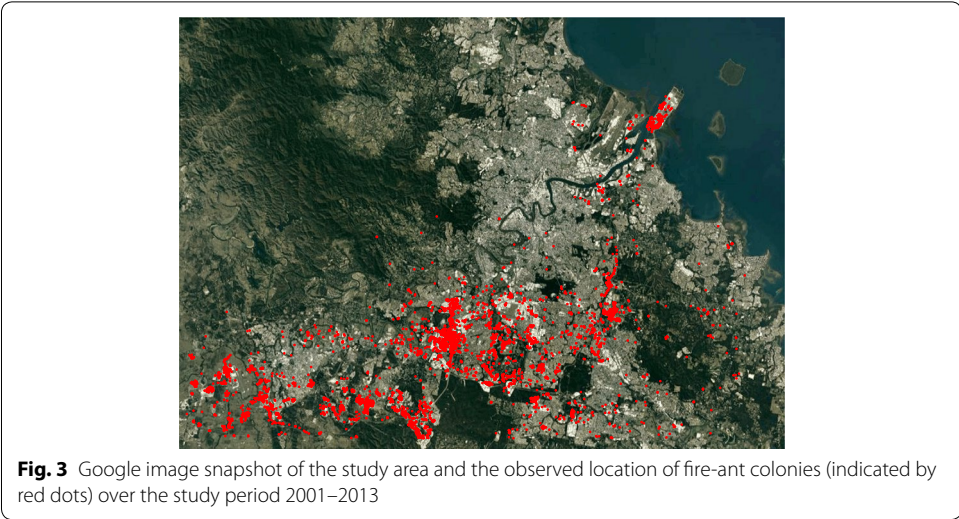 Fig. 3 Google image snapshot of the study area and the observed location of fire-ant colonies (indicated by
red dots) over the study period 2001–2013